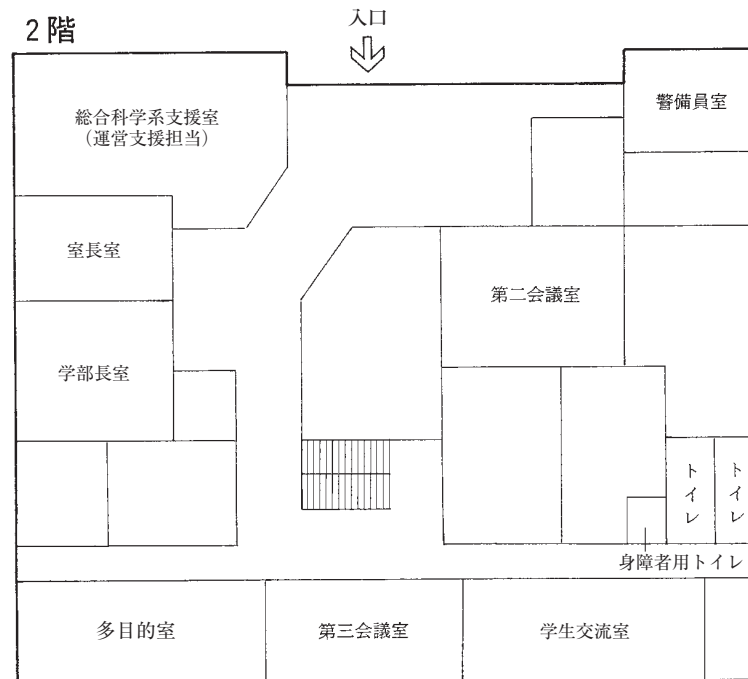 2階
入口
総合科学系支援室
（運営支援担当）
警備員室
室長室
第二会議室
学部長室
トイレ
トイレ
身障者用トイレ
多目的室
第三会議室
学生交流室